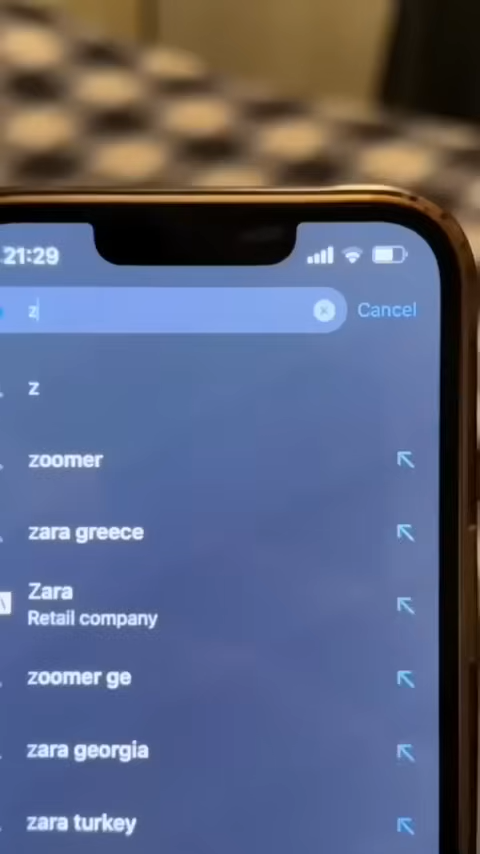 21:29
z
Cancel
z
zoomer
zara greece
Zara
Retail company
zoomer ge
zara georgia
zara turkey